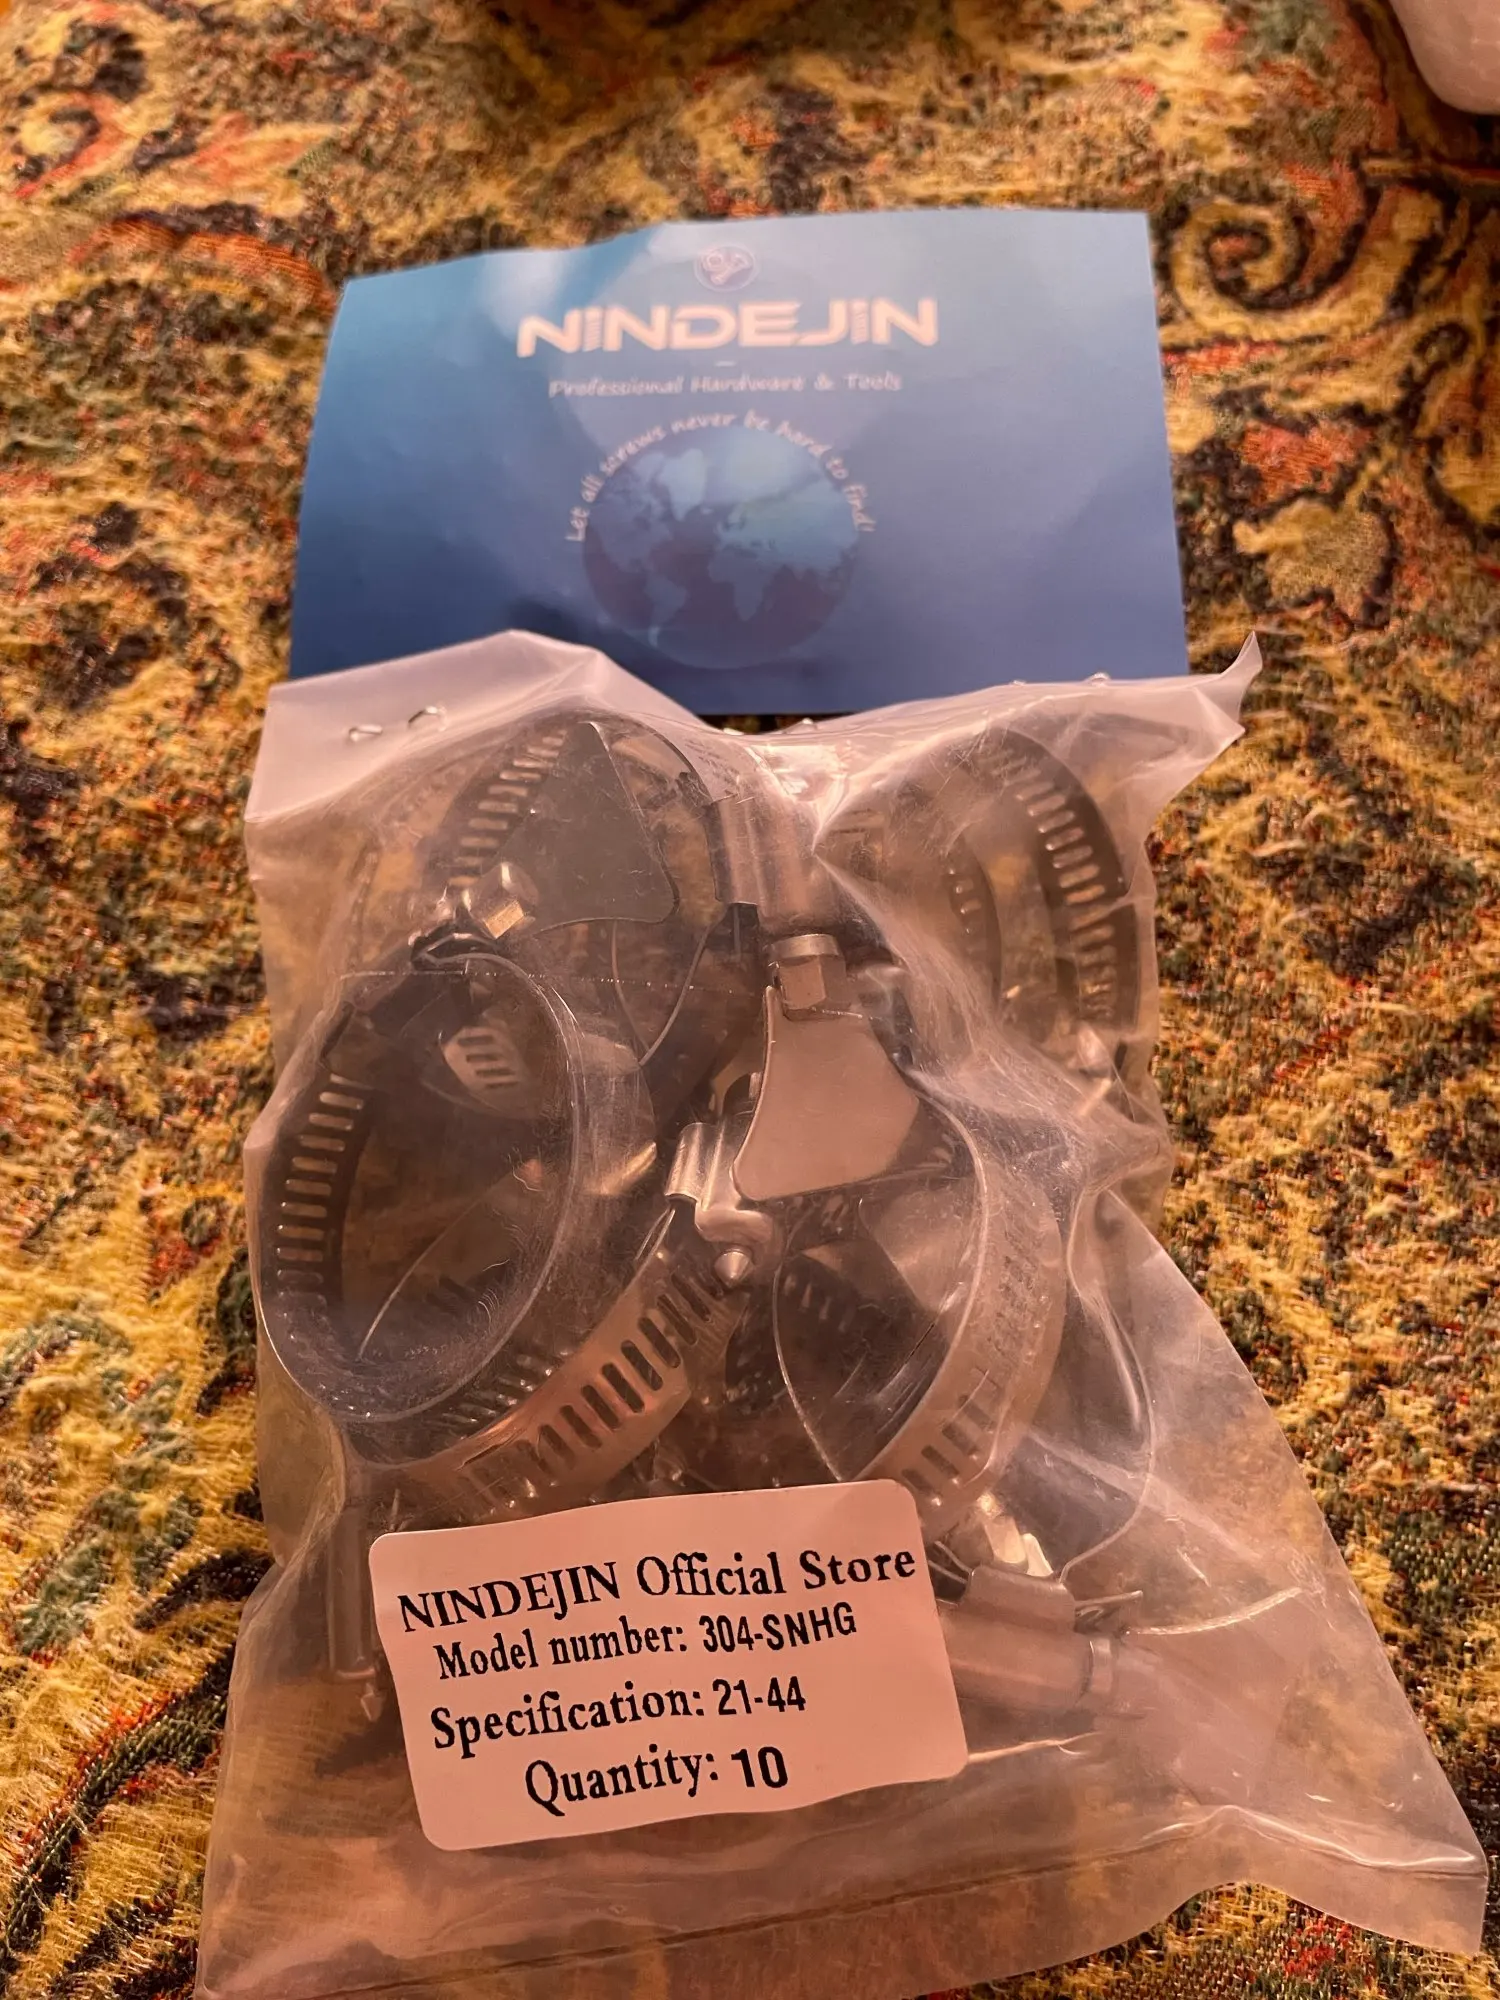 NINDEJIN
Professional Hardware & Tools
Let all screws never be hard to find!
NINDEJIN Official Store
Model number: 304-SNHG
Specification: 21-44
Quantity: 10